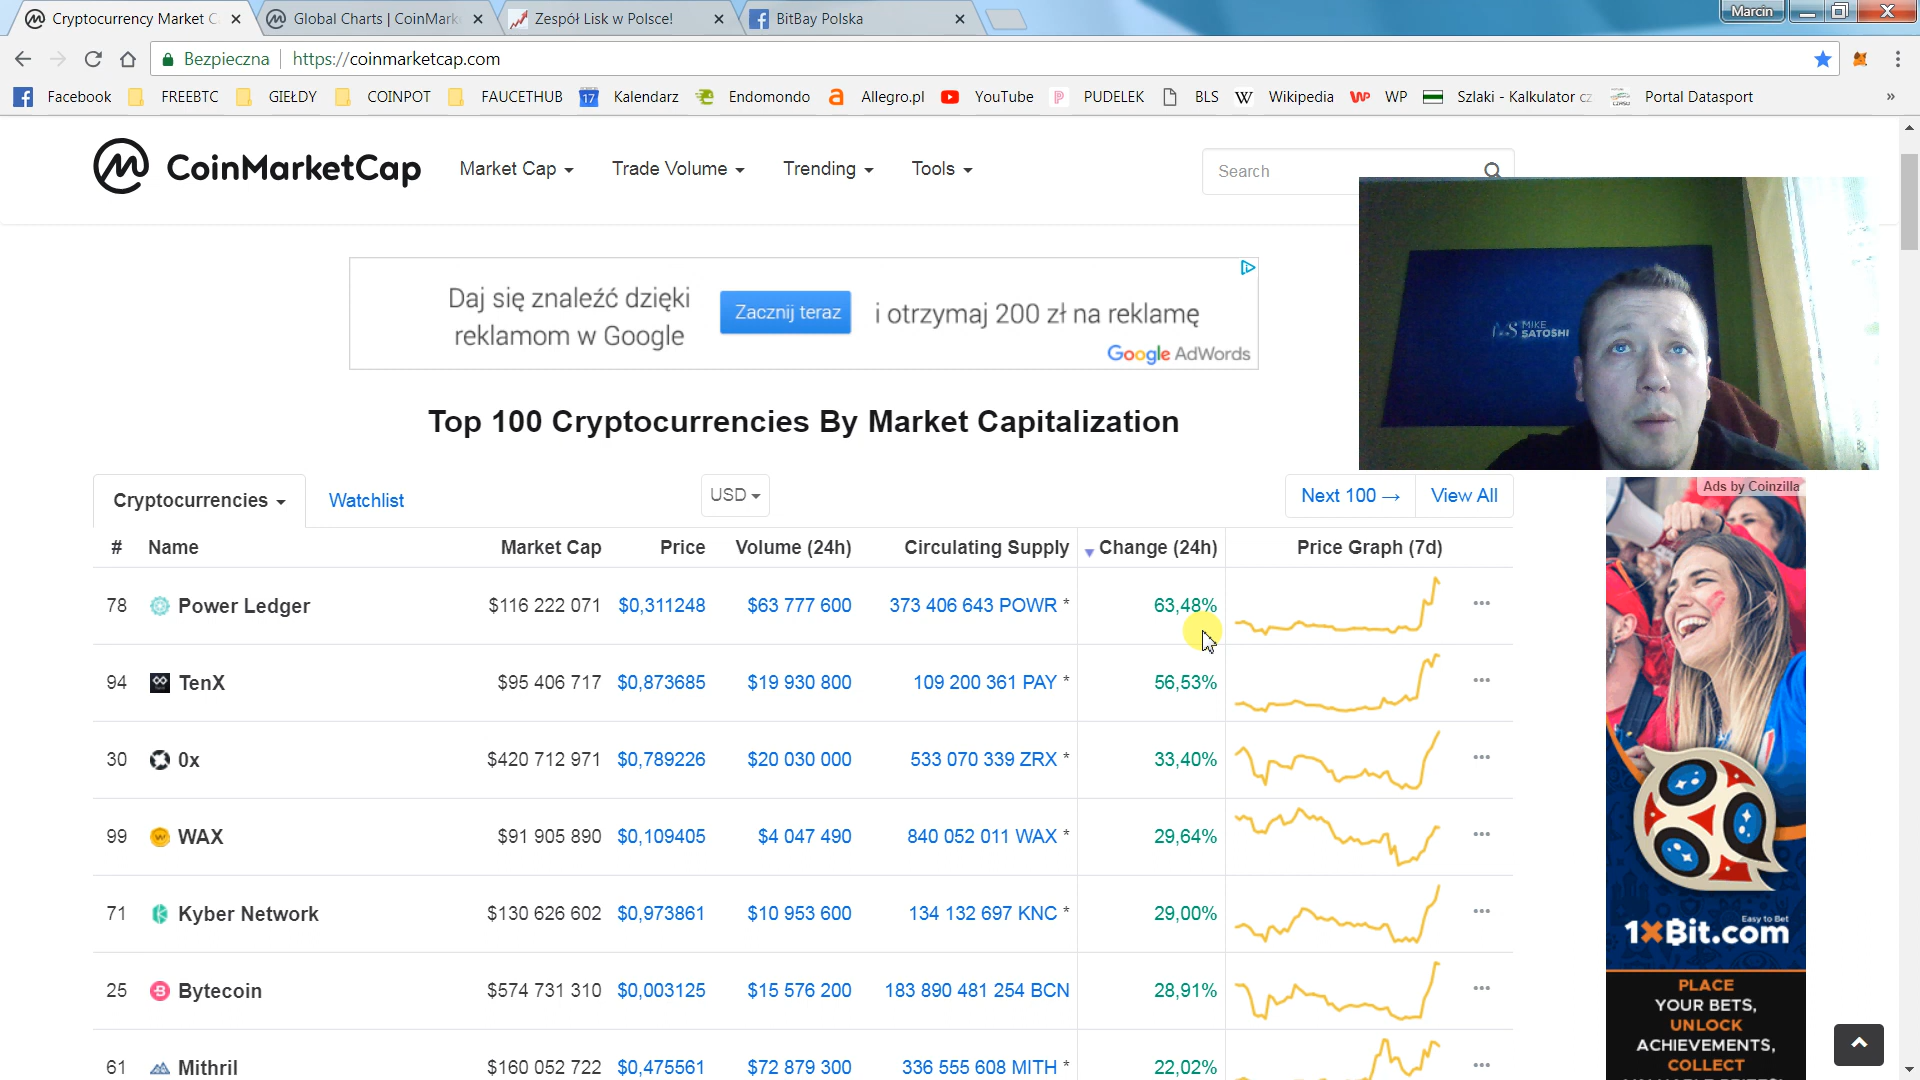 Cryptocurrency Market C
Global Charts | CoinMark
Zespół Lisk w Polsce!
BitBay Polska
Marcin
Bezpieczna
https://coinmarketcap.com
Facebook
FREEBTC
GIEŁDY
COINPOT
FAUCETHUB
17
Kalendarz
Endomondo
Allegro.pl
YouTube
PUDELEK
BLS
Wikipedia
WP
Szlaki - Kalkulator cz
Portal Datasport
»
CoinMarketCap
Market Cap
Trade Volume
Trending
Tools
Search
MIKE
SATOSHI
Daj się znaleźć dzięki
reklamom w Google
Zacznij teraz
i otrzymaj 200 zł na reklamę
Google AdWords
Top 100 Cryptocurrencies By Market Capitalization
Cryptocurrencies
Watchlist
USD
Next 100 →
View All
# Name Market Cap Price Volume (24h) Circulating Supply Change (24h) Price Graph (7d)
78 Power Ledger $116 222 071 $0,311248 $63 777 600 373 406 643 POWR * 63,48%
94 TenX $95 406 717 $0,873685 $19 930 800 109 200 361 PAY * 56,53%
30 0x $420 712 971 $0,789226 $20 030 000 533 070 339 ZRX * 33,40%
99 WAX $91 905 890 $0,109405 $4 047 490 840 052 011 WAX * 29,64%
71 Kyber Network $130 626 602 $0,973861 $10 953 600 134 132 697 KNC * 29,00%
25 Bytecoin $574 731 310 $0,003125 $15 576 200 183 890 481 254 BCN 28,91%
61 Mithril $160 052 722 $0,475561 $72 879 300 336 555 608 MITH * 22,02%
Ads by Coinzilla
Easy to Bet
1XBit.com
PLACE
YOUR BETS,
UNLOCK
ACHIEVEMENTS,
COLLECT